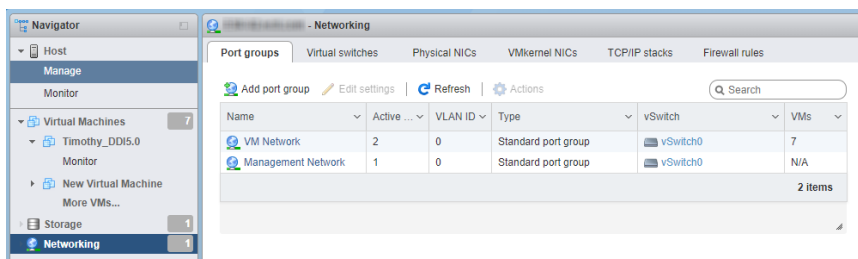 Navigator
Host
Manage
Monitor
Virtual Machines 7
Timothy_DDI5.0
Monitor
New Virtual Machine
More VMs...
Storage 1
Networking 1
- Networking
Port groups Virtual switches Physical NICs VMkernel NICs TCP/IP stacks Firewall rules
Add port group Edit settings Refresh Actions Search
Name Active ... VLAN ID Type vSwitch VMs
VM Network 2 0 Standard port group vSwitch0 7
Management Network 1 0 Standard port group vSwitch0 N/A
2 items